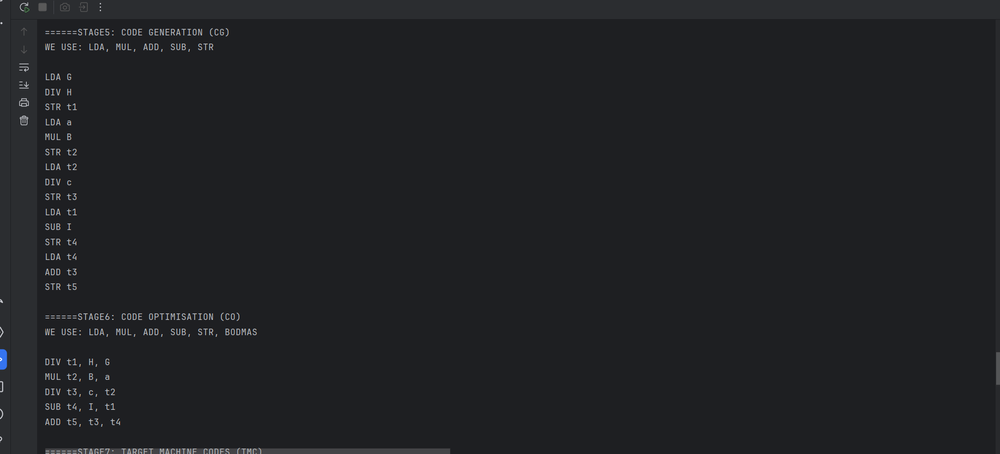 ======STAGE5: CODE GENERATION (CG)
WE USE: LDA, MUL, ADD, SUB, STR
LDA G
DIV H
STR t1
LDA a
MUL B
STR t2
LDA t2
DIV c
STR t3
LDA t1
SUB I
STR t4
LDA t4
ADD t3
STR t5
======STAGE6: CODE OPTIMISATION (CO)
WE USE: LDA, MUL, ADD, SUB, STR, BODMAS
DIV t1, H, G
MUL t2, B, a
DIV t3, c, t2
SUB t4, I, t1
ADD t5, t3, t4
======STAGE7: TARGET MACHINE CODES (TMC)